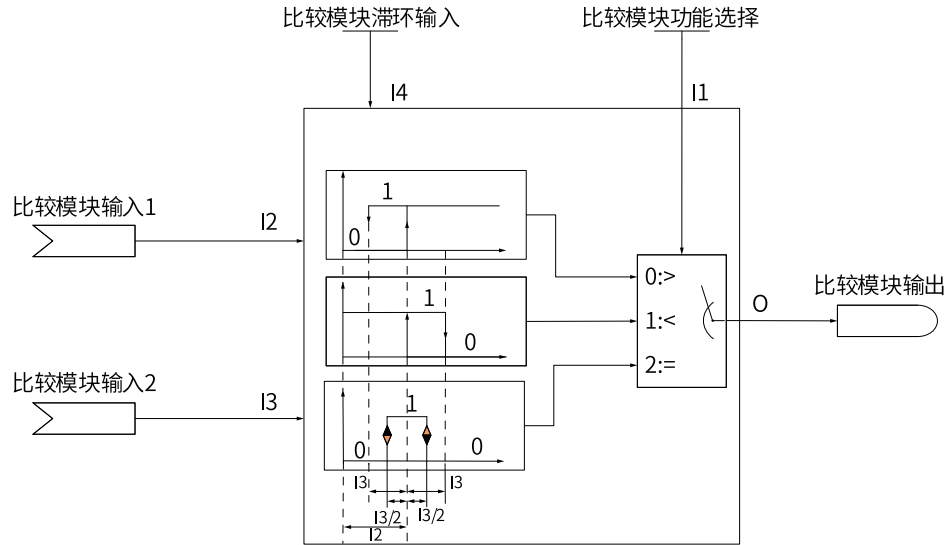 比较模块滞环输入
比较模块功能选择
I4
I1
比较模块输入1
I2
1
0
0:>
1:<
2:=
比较模块输出
O
1
0
比较模块输入2
I3
1
0
0
I3
I3
I3/2
I3/2
I2